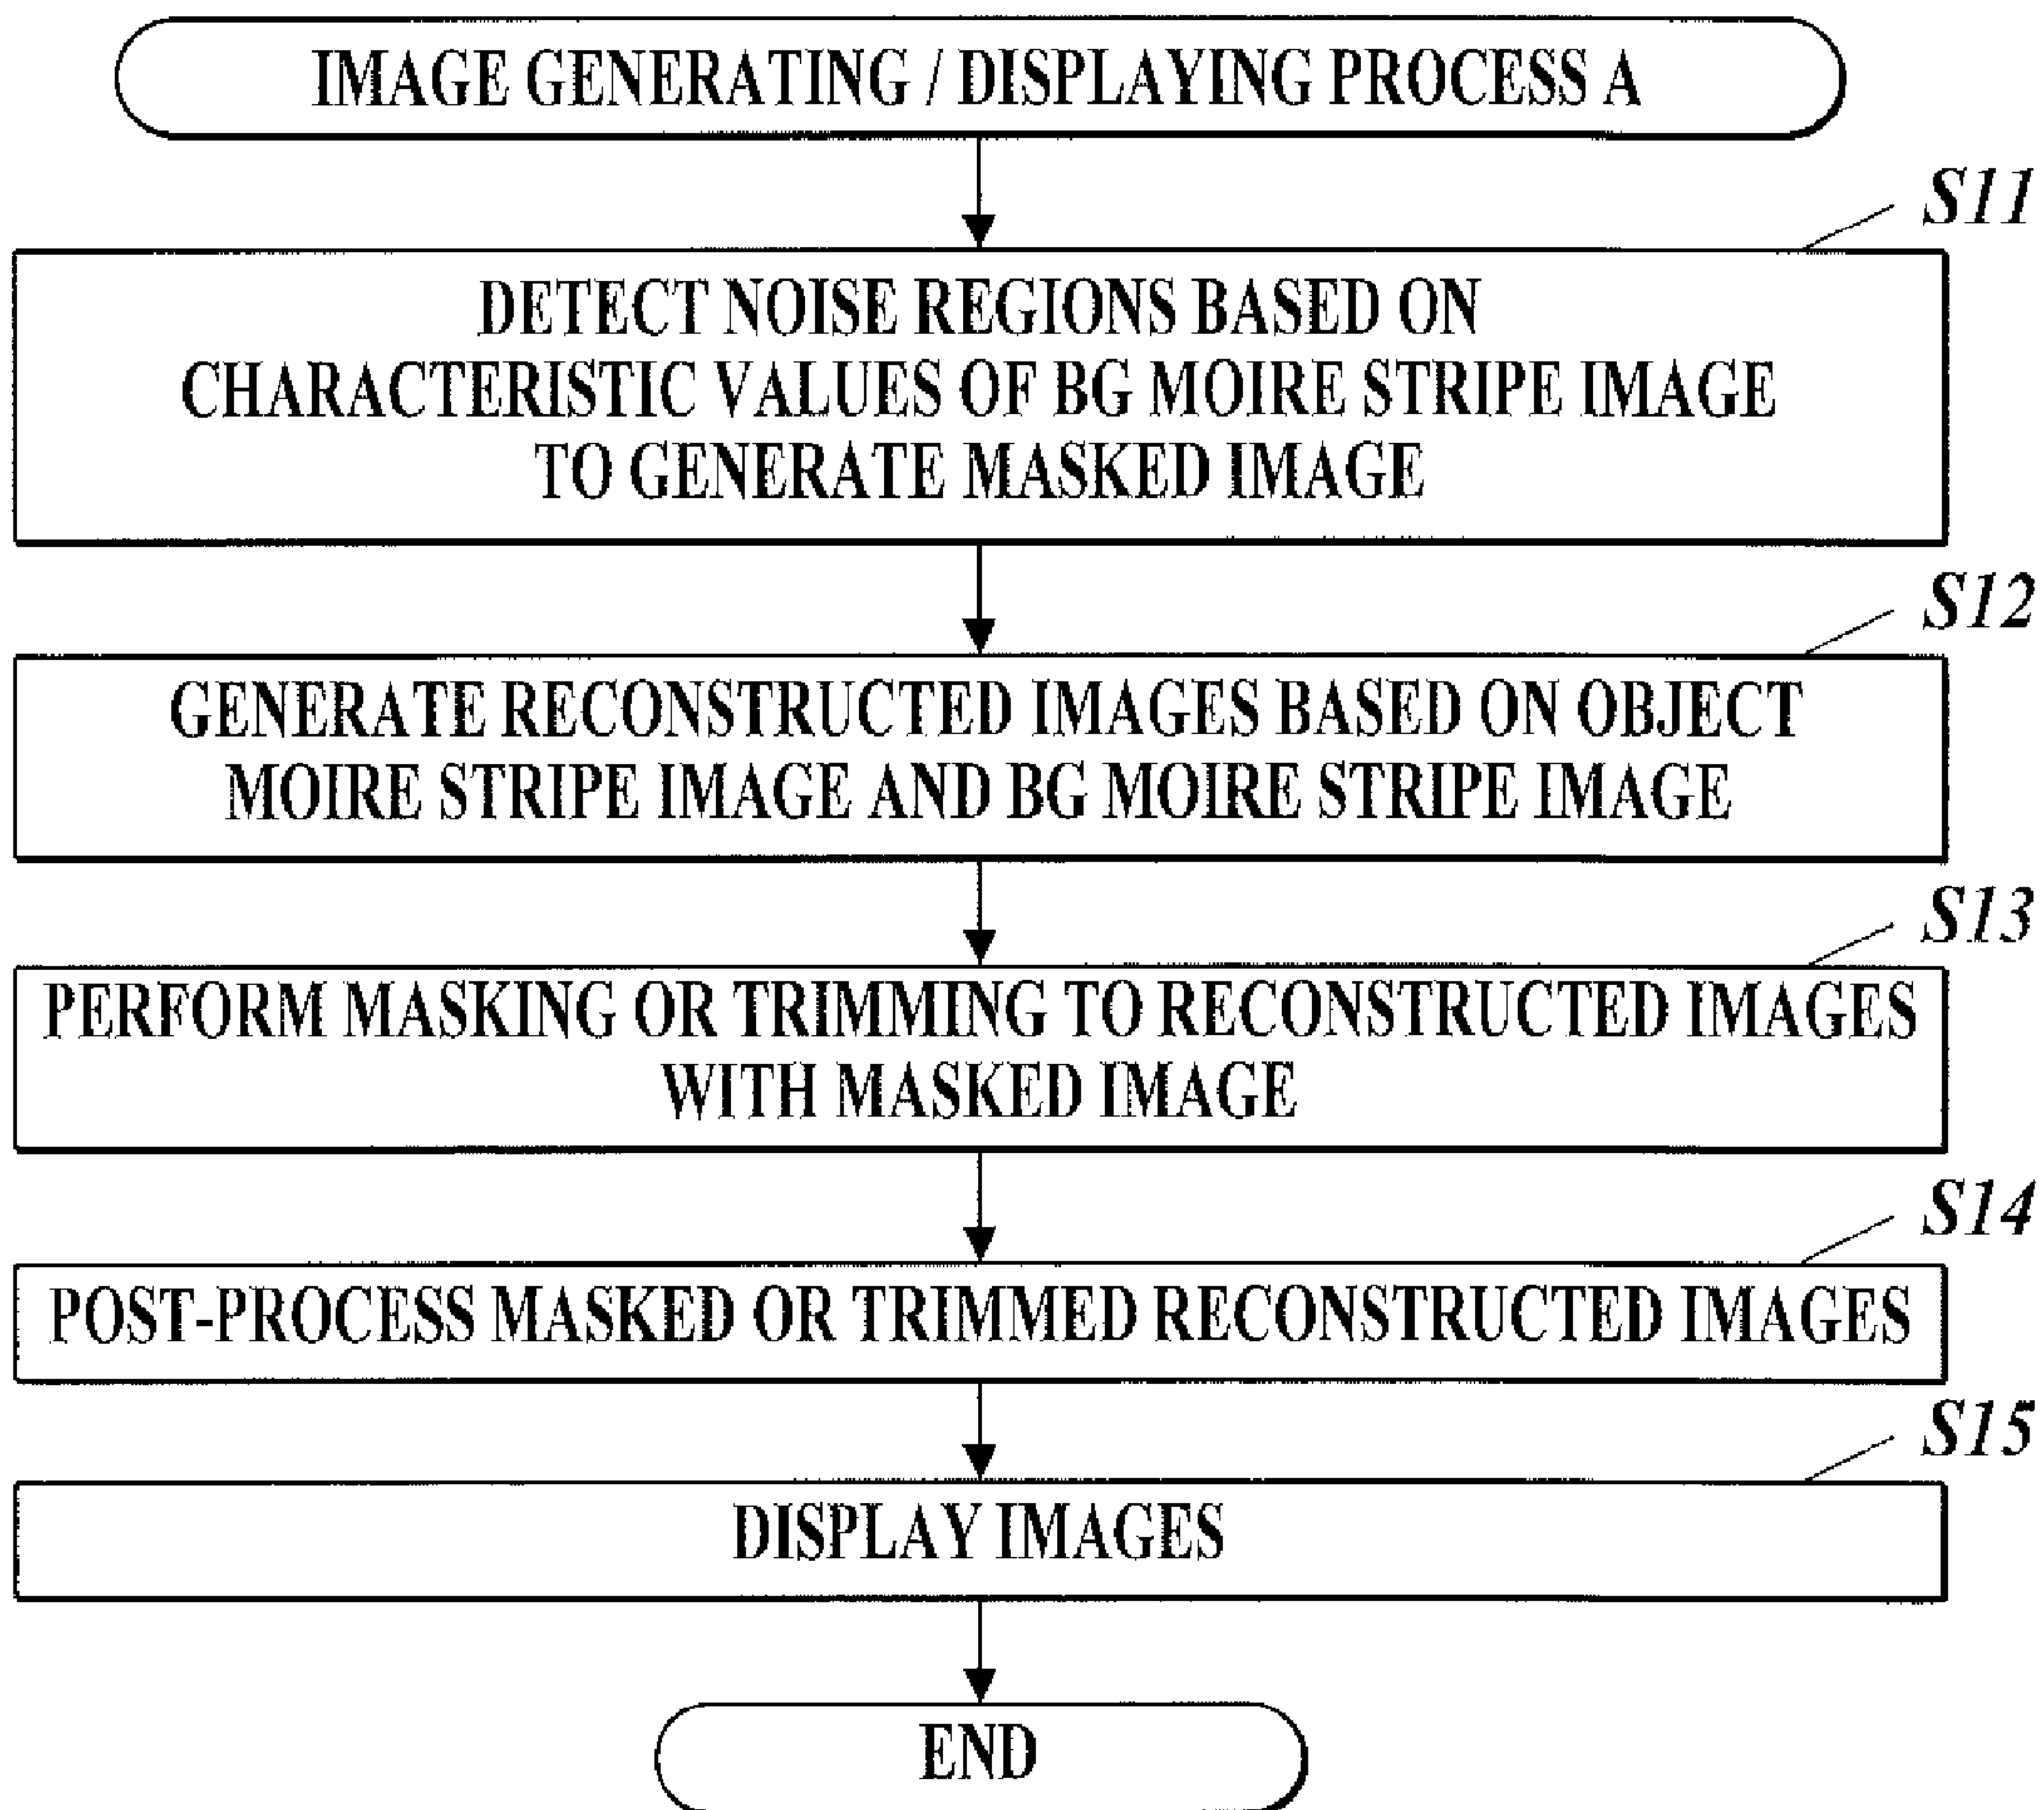 IMAGE GENERATING / DISPLAYING PROCESS A
S11
DETECT NOISE REGIONS BASED ON
CHARACTERISTIC VALUES OF BG MOIRE STRIPE IMAGE
TO GENERATE MASKED IMAGE
S12
GENERATE RECONSTRUCTED IMAGES BASED ON OBJECT
MOIRE STRIPE IMAGE AND BG MOIRE STRIPE IMAGE
S13
PERFORM MASKING OR TRIMMING TO RECONSTRUCTED IMAGES
WITH MASKED IMAGE
S14
POST-PROCESS MASKED OR TRIMMED RECONSTRUCTED IMAGES
S15
DISPLAY IMAGES
END